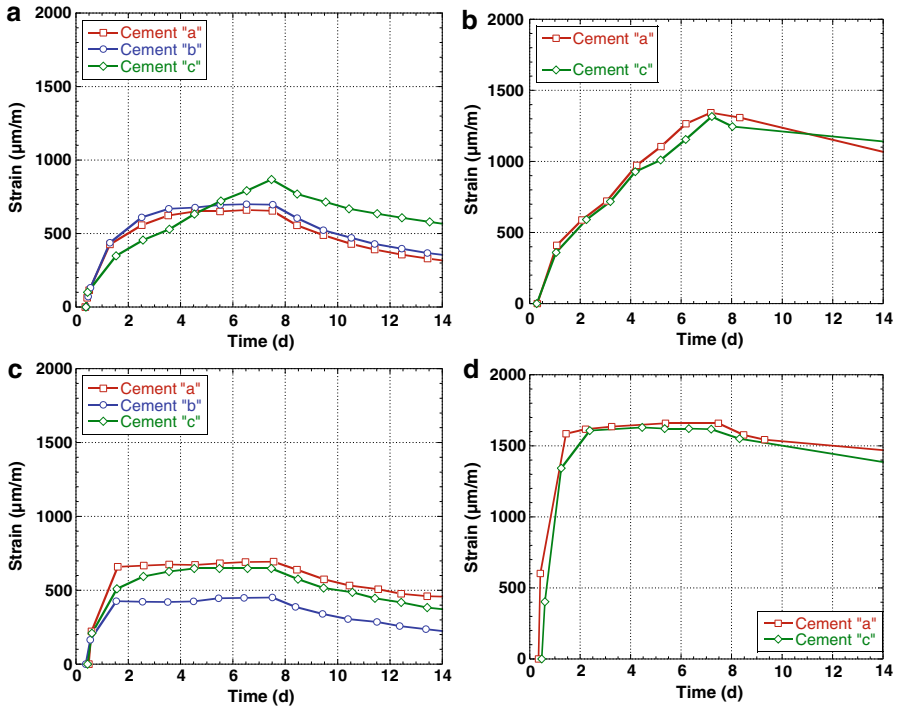 a
2000
1500
1000
500
0
Strain (μm/m)
Cement "a"
Cement "b"
Cement "c"
0 2 4 6 8 10 12 14
Time (d)
b
2000
1500
1000
500
0
Strain (μm/m)
Cement "a"
Cement "c"
0 2 4 6 8 10 12 14
Time (d)
c
2000
1500
1000
500
0
Strain (μm/m)
Cement "a"
Cement "b"
Cement "c"
0 2 4 6 8 10 12 14
Time (d)
d
2000
1500
1000
500
0
Strain (μm/m)
Cement "a"
Cement "c"
0 2 4 6 8 10 12 14
Time (d)